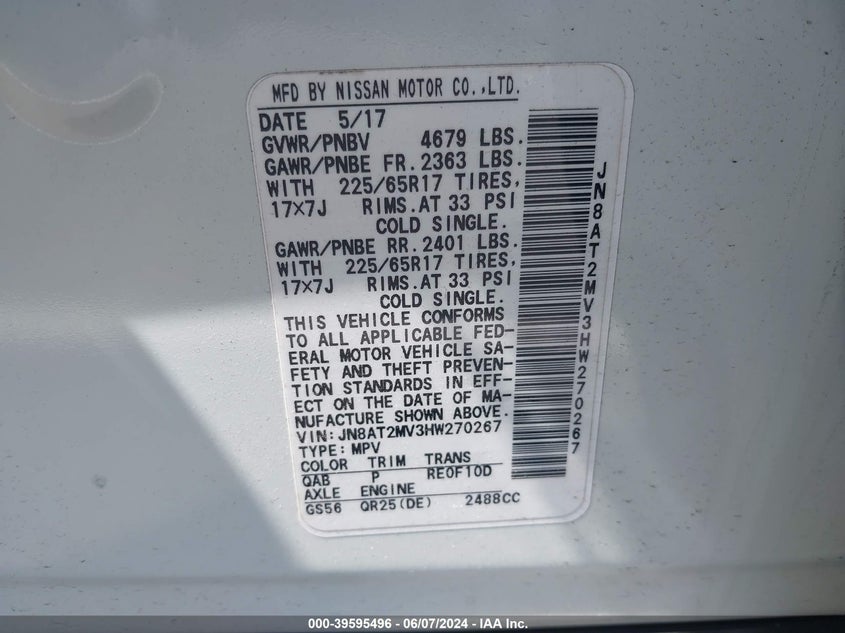 MFD BY NISSAN MOTOR CO.,LTD.
DATE 5/17
GVWR/PNBV 4679 LBS.
GAWR/PNBE FR. 2363 LBS.
WITH 225/65R17 TIRES,
17×7J RIMS.AT 33 PSI
COLD SINGLE.
GAWR/PNBE RR. 2401 LBS.
WITH 225/65R17 TIRES,
17×7J RIMS.AT 33 PSI
COLD SINGLE.
THIS VEHICLE CONFORMS
TO ALL APPLICABLE FED-
ERAL MOTOR VEHICLE SA-
FETY AND THEFT PREVEN-
TION STANDARDS IN EFF-
ECT ON THE DATE OF MA-
NUFACTURE SHOWN ABOVE.
VIN: JN8AT2MV3HW270267
TYPE: MPV
COLOR TRIM TRANS
QAB P RE0F10D
AXLE ENGINE
GS56 QR25(DE) 2488CC
JN8AT2MV3HW270267
000-39595496 - 06/07/2024 - IAA Inc.